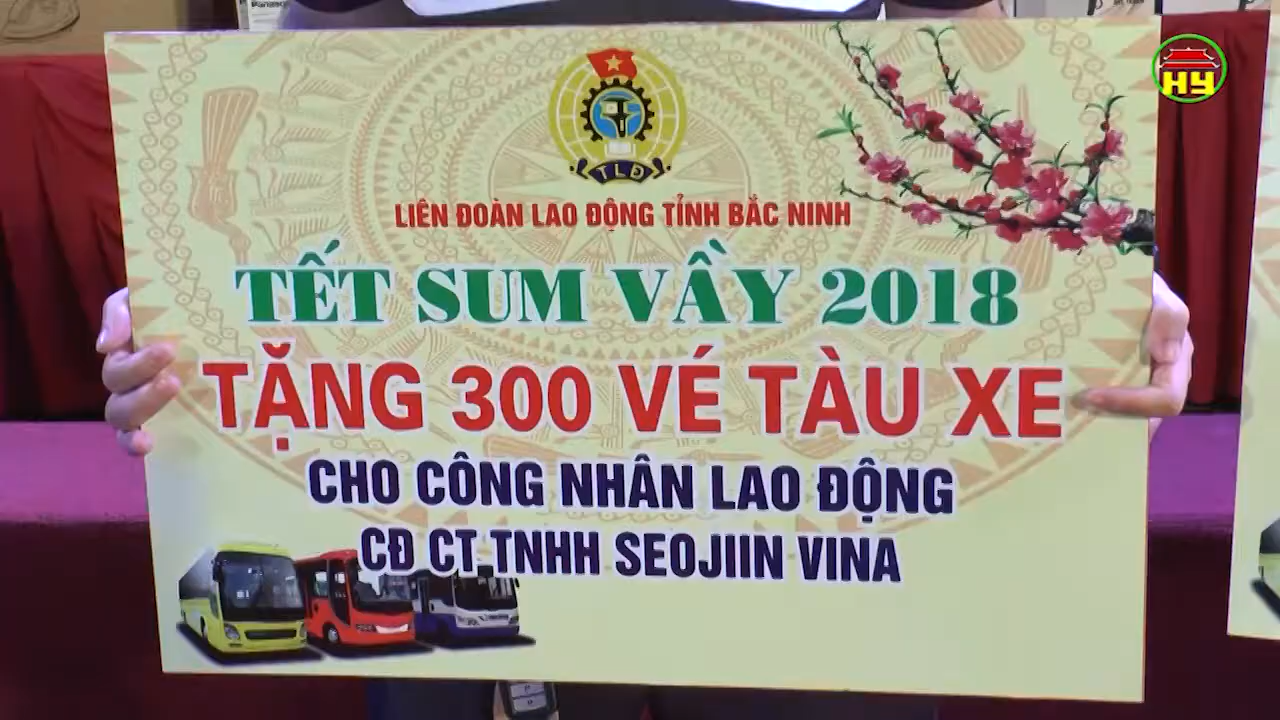 HY
TLĐ
LIÊN ĐOÀN LAO ĐỘNG TỈNH BẮC NINH
TẾT SUM VẦY 2018
TẶNG 300 VÉ TÀU XE
CHO CÔNG NHÂN LAO ĐỘNG
CĐ CT TNHH SEOJIIN VINA